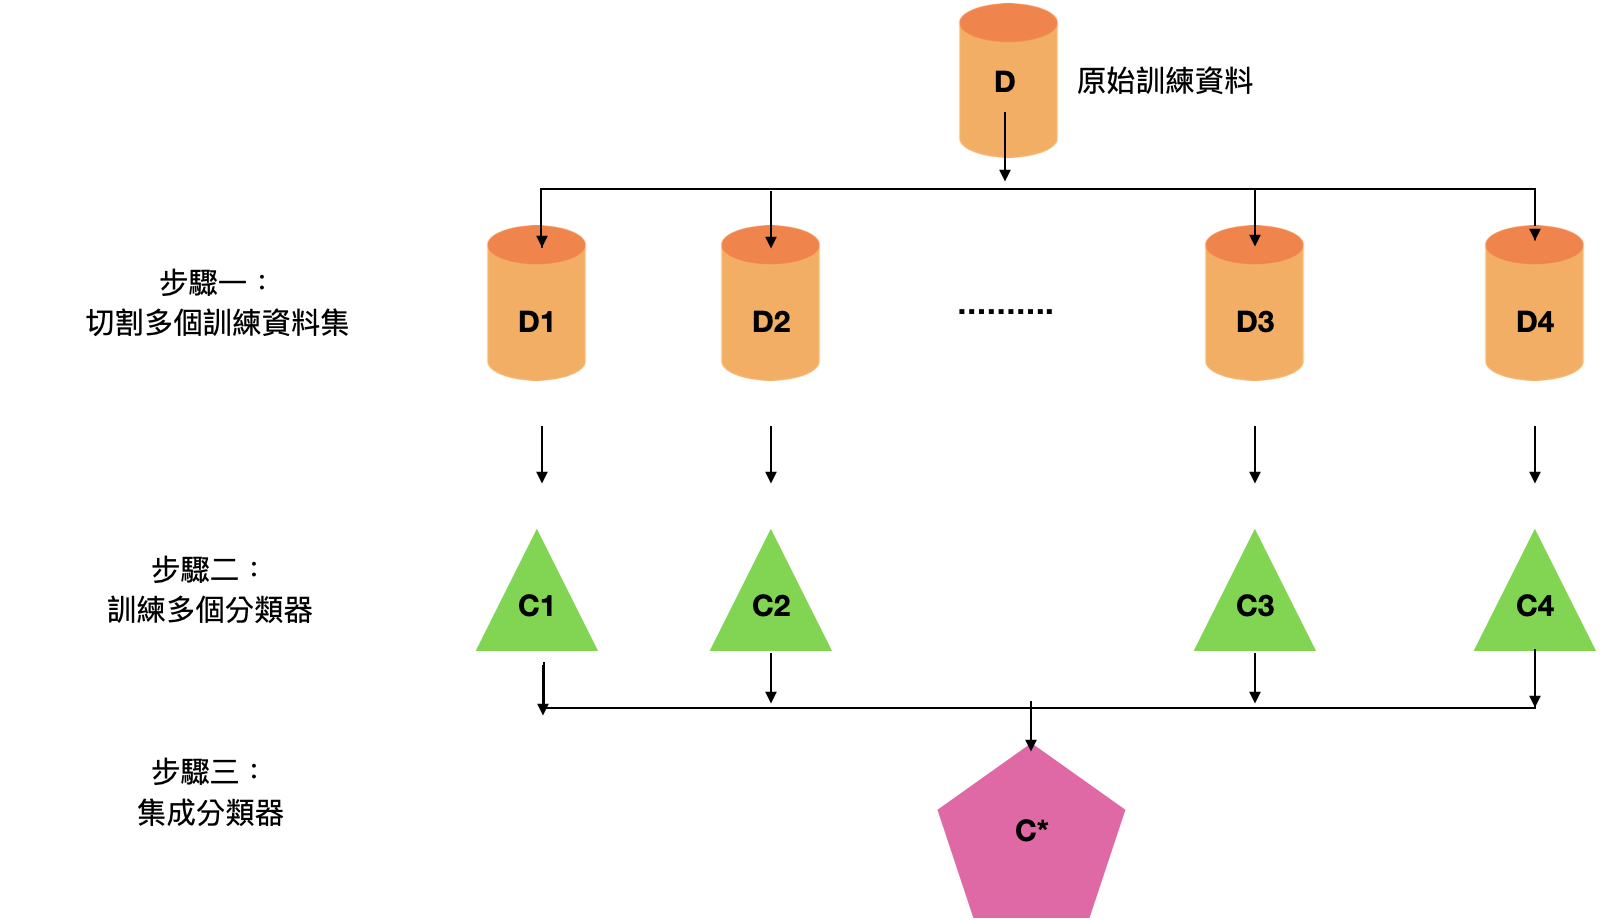 D
原始訓練資料
步驟一：
切割多個訓練資料集
D1
D2
..........
D3
D4
步驟二：
訓練多個分類器
C1
C2
C3
C4
步驟三：
集成分類器
C*